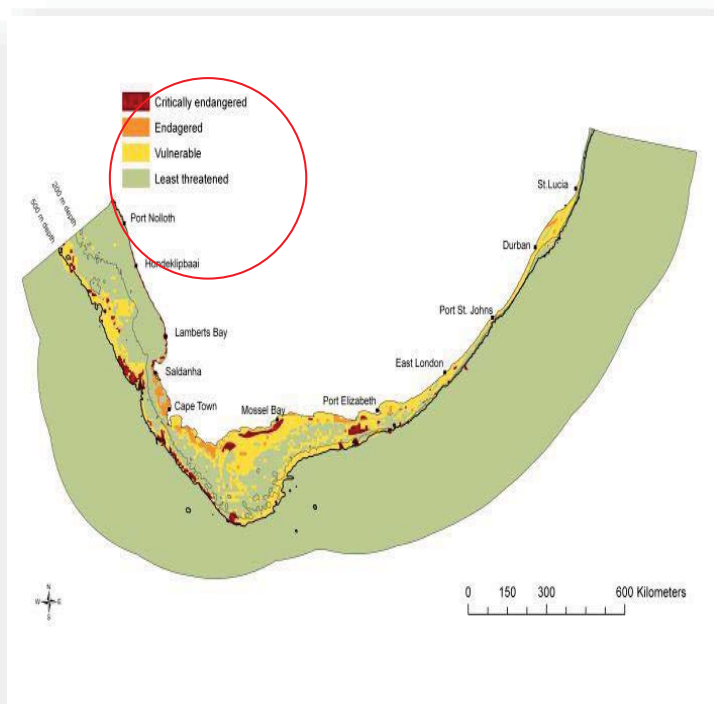 Critically endangered
Endagered
Vulnerable
Least threatened
200 m depth
500 m depth
Port Nolloth
Hondeklipbaai
Lamberts Bay
Saldanha
Cape Town
Mossel Bay
Port Elizabeth
East London
Port St. Johns
Durban
St.Lucia
N
W E
S
0 150 300 600 Kilometers